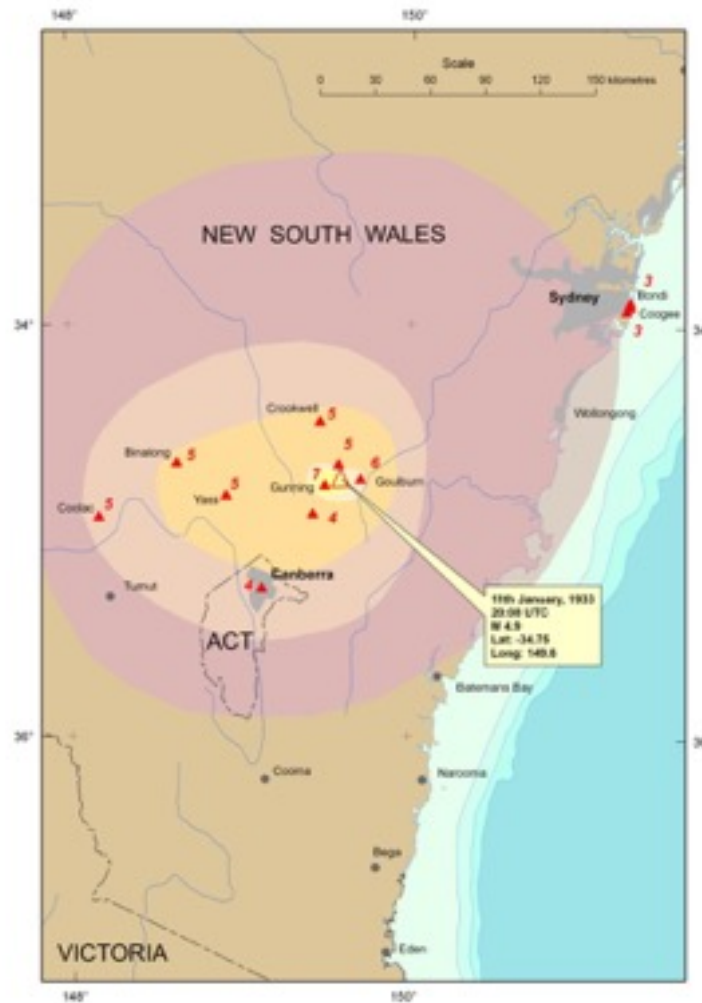 148°
150°
Scale
0 30 60 90 120 150 kilometres
NEW SOUTH WALES
3
Sydney
Bondi
Coogee
3
34°
Wollongong
Crookwell
5
Binalong
5
5
6
Yass
5
7
Gunning
Goulburn
Coolac
5
4
Canberra
4
Tumut
11th January, 1933
20:08 UTC
M 4.9
Lat: -34.75
Long: 149.6
ACT
Batemans Bay
36°
Cooma
Narooma
Bega
VICTORIA
Eden
148°
150°